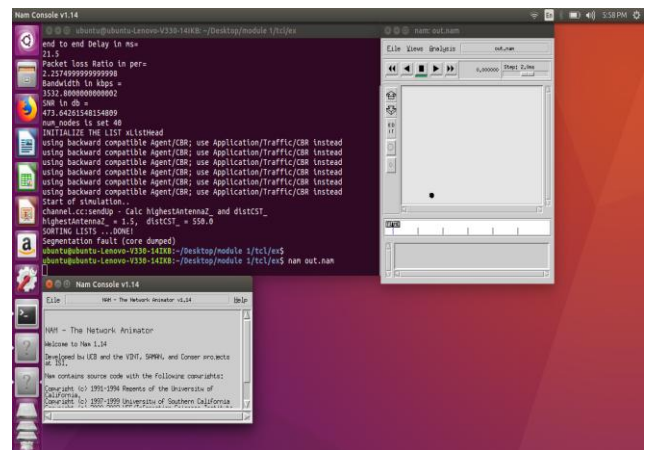 Nam Console v1.14
En
5:58 PM
ubuntu@ubuntu-Lenovo-V330-14IKB: ~/Desktop/module 1/tcl/ex
end to end Delay in ms=
21.5
Packet loss Ratio in per=
2.2574999999999998
Bandwidth in kbps =
3532.8000000000002
SNR in db =
473.64261548154809
num_nodes is set 40
INITIALIZE THE LIST xListHead
using backward compatible Agent/CBR; use Application/Traffic/CBR instead
using backward compatible Agent/CBR; use Application/Traffic/CBR instead
using backward compatible Agent/CBR; use Application/Traffic/CBR instead
using backward compatible Agent/CBR; use Application/Traffic/CBR instead
using backward compatible Agent/CBR; use Application/Traffic/CBR instead
using backward compatible Agent/CBR; use Application/Traffic/CBR instead
Start of simulation..
channel.cc:sendUp - Calc highestAntennaZ_ and distCST_
highestAntennaZ_ = 1.5, distCST_ = 550.0
SORTING LISTS ...DONE!
Segmentation fault (core dumped)
ubuntu@ubuntu-Lenovo-V330-14IKB:~/Desktop/module 1/tcl/ex$
ubuntu@ubuntu-Lenovo-V330-14IKB:~/Desktop/module 1/tcl/ex$ nam out.nam
nam: out.nam
File Views Analysis out.nam
0.000000 Step: 2.0ms
Nam Console v1.14
File NAM - The Network Animator v1.14 Help
NAM - The Network Animator
Welcome to Nam 1.14
Developed by UCB and the VINT, SAMAN, and Conser projects
at ISI.
Nam contains source code with the following copyrights:
Copyright (c) 1991-1994 Regents of the University of
California.
Copyright (c) 1997-1999 University of Southern California